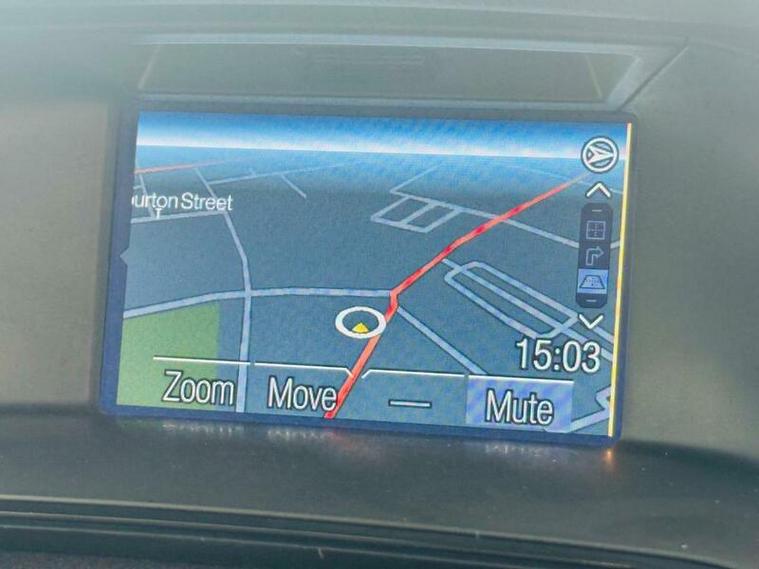 urton Street
15:03
Zoom Move — Mute